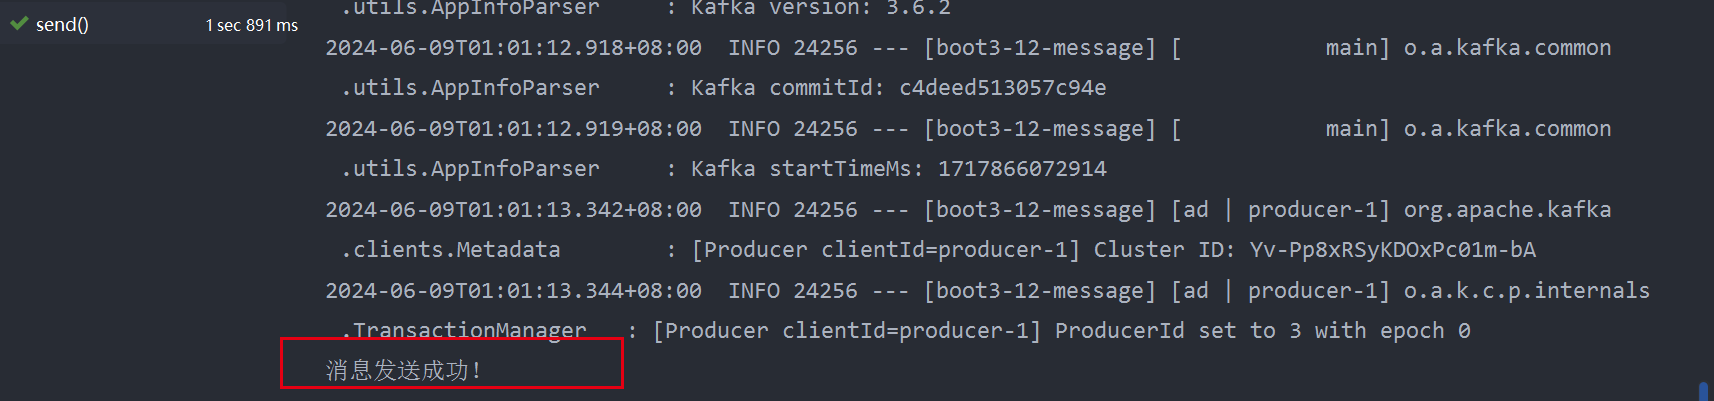 send() 1 sec 891 ms
.utils.AppInfoParser : Kafka version: 3.6.2
2024-06-09T01:01:12.918+08:00 INFO 24256 --- [boot3-12-message] [ main] o.a.kafka.common
.utils.AppInfoParser : Kafka commitId: c4deed513057c94e
2024-06-09T01:01:12.919+08:00 INFO 24256 --- [boot3-12-message] [ main] o.a.kafka.common
.utils.AppInfoParser : Kafka startTimeMs: 1717866072914
2024-06-09T01:01:13.342+08:00 INFO 24256 --- [boot3-12-message] [ad | producer-1] org.apache.kafka
.clients.Metadata : [Producer clientId=producer-1] Cluster ID: Yv-Pp8xRSyKDOxPc01m-bA
2024-06-09T01:01:13.344+08:00 INFO 24256 --- [boot3-12-message] [ad | producer-1] o.a.k.c.p.internals
.TransactionManager : [Producer clientId=producer-1] ProducerId set to 3 with epoch 0
消息发送成功!